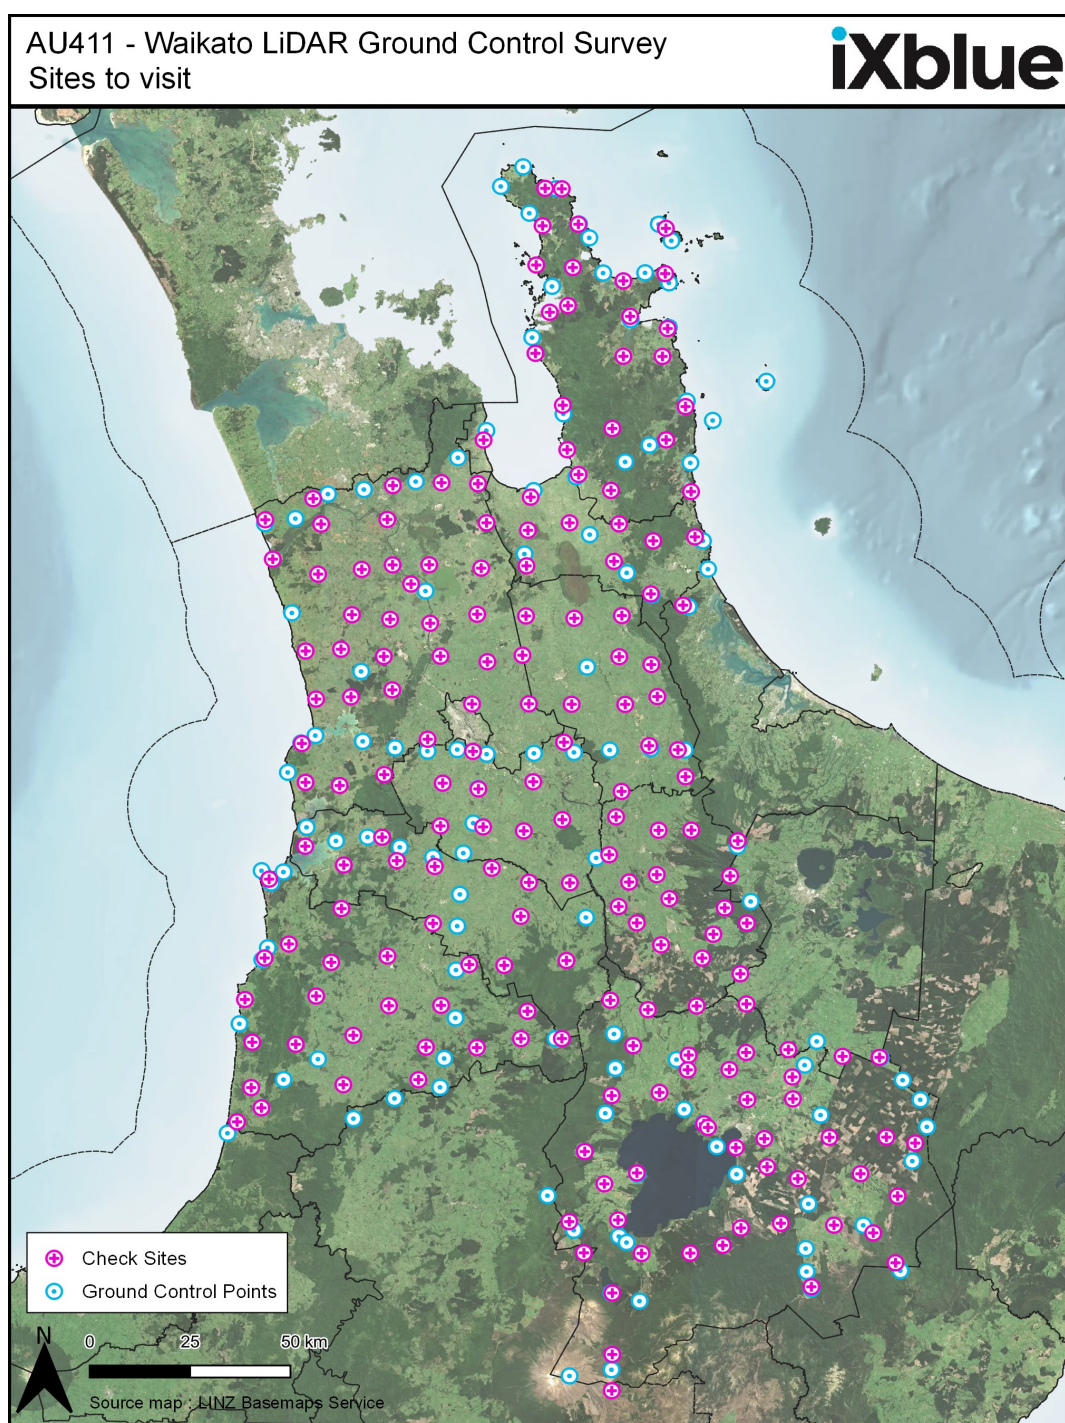 AU411 - Waikato LiDAR Ground Control Survey
Sites to visit
iXblue
Check Sites
Ground Control Points
N
0 25 50 km
Source map : LINZ Basemaps Service